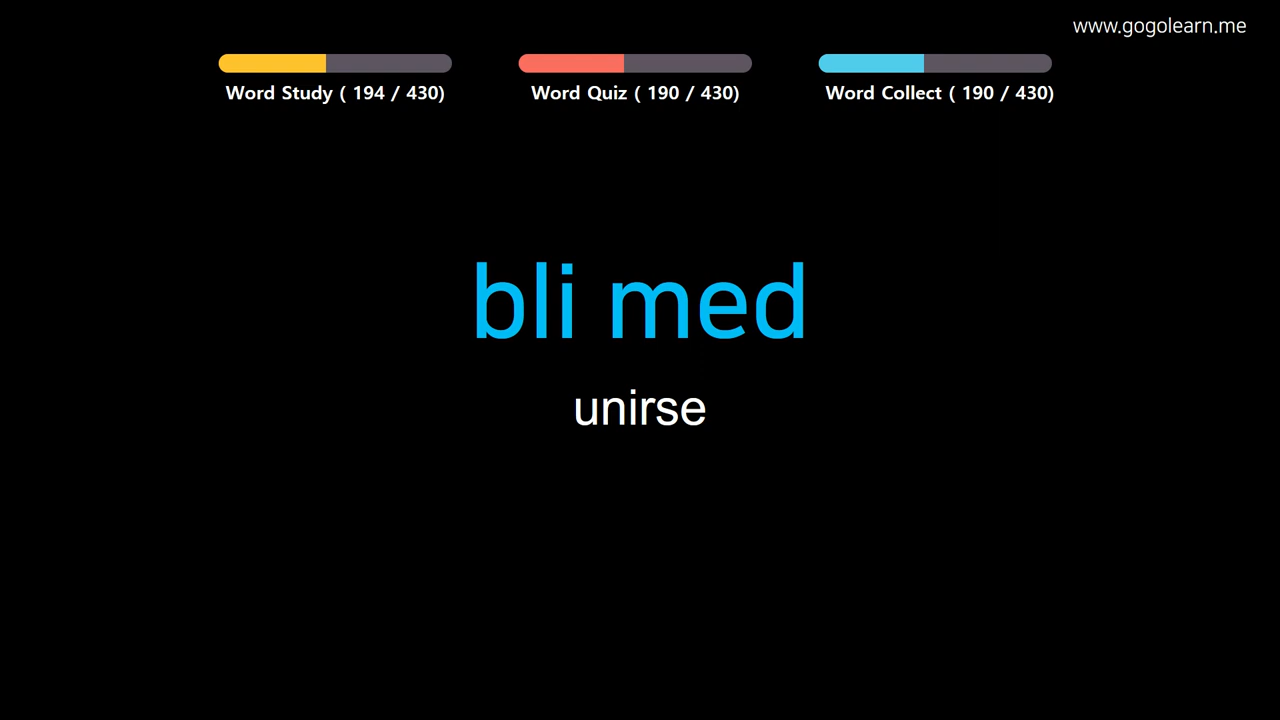 www.gogolearn.me
Word Study ( 194 / 430)
Word Quiz ( 190 / 430)
Word Collect ( 190 / 430)
bli med
unirse